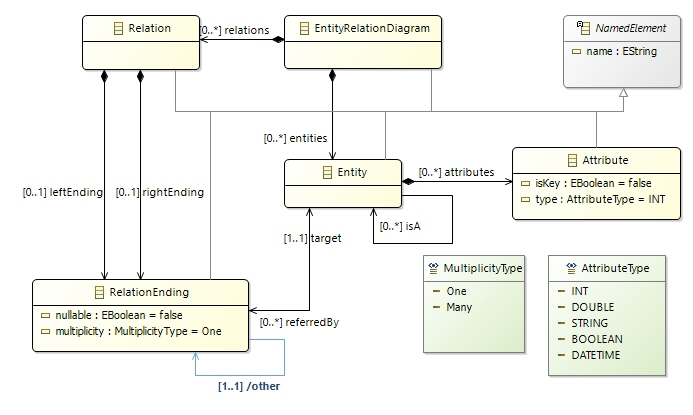 Relation
[0..*] relations
EntityRelationDiagram
NamedElement
name : EString
[0..*] entities
Entity
[0..*] attributes
Attribute
isKey : EBoolean = false
type : AttributeType = INT
[0..1] leftEnding
[0..1] rightEnding
[0..*] isA
[1..1] target
RelationEnding
nullable : EBoolean = false
multiplicity : MultiplicityType = One
[0..*] referredBy
[1..1] /other
MultiplicityType
One
Many
AttributeType
INT
DOUBLE
STRING
BOOLEAN
DATETIME